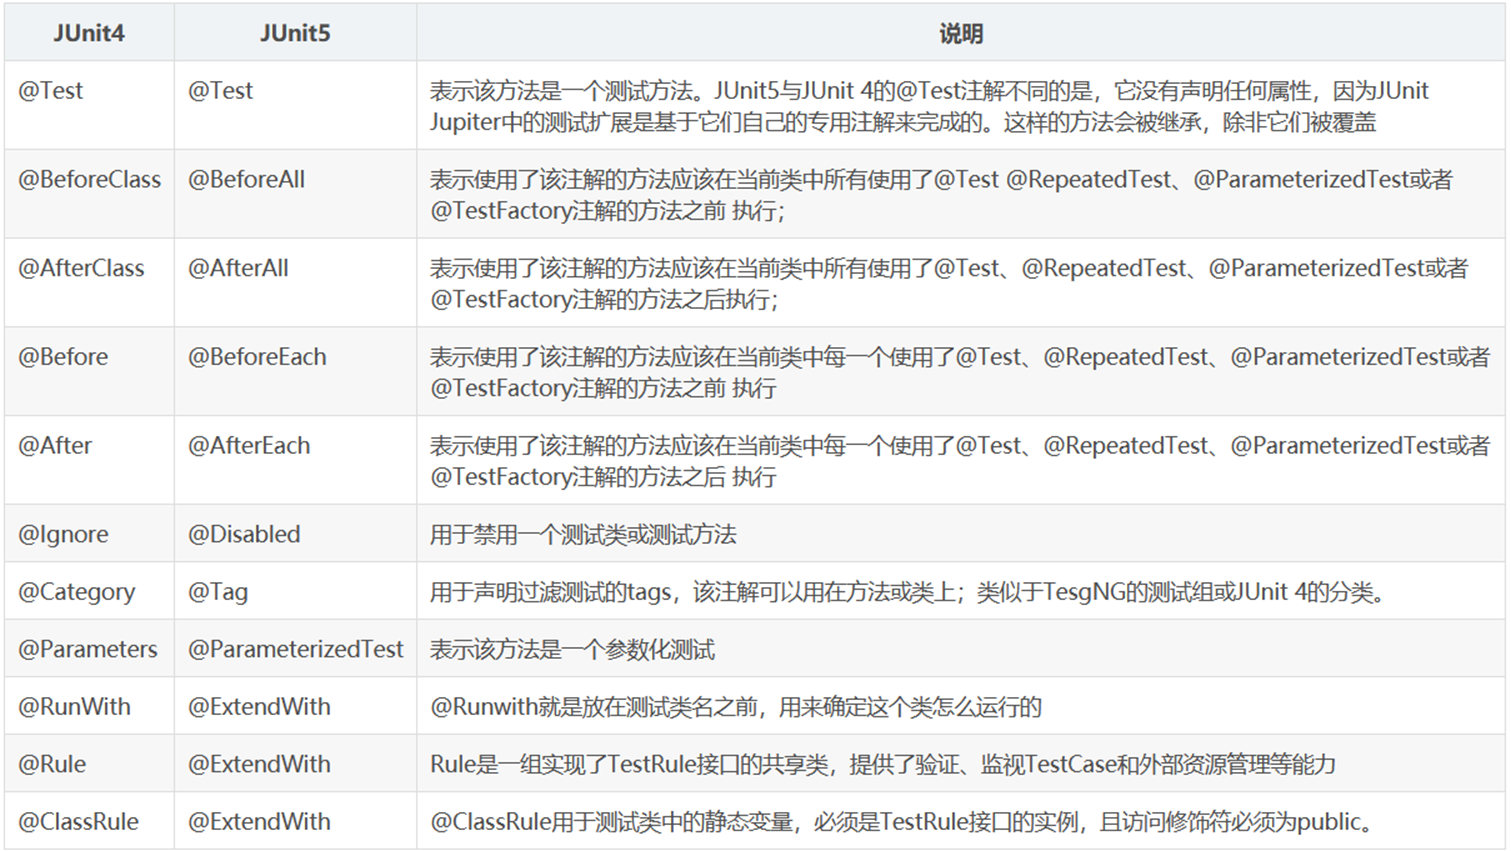 JUnit4 JUnit5 说明
@Test @Test 表示该方法是一个测试方法。JUnit5与JUnit 4的@Test注解不同的是，它没有声明任何属性，因为JUnit
Jupiter中的测试扩展是基于它们自己的专用注解来完成的。这样的方法会被继承，除非它们被覆盖
@BeforeClass @BeforeAll 表示使用了该注解的方法应该在当前类中所有使用了@Test @RepeatedTest、@ParameterizedTest或者
@TestFactory注解的方法之前 执行；
@AfterClass @AfterAll 表示使用了该注解的方法应该在当前类中所有使用了@Test、@RepeatedTest、@ParameterizedTest或者
@TestFactory注解的方法之后执行；
@Before @BeforeEach 表示使用了该注解的方法应该在当前类中每一个使用了@Test、@RepeatedTest、@ParameterizedTest或者
@TestFactory注解的方法之前 执行
@After @AfterEach 表示使用了该注解的方法应该在当前类中每一个使用了@Test、@RepeatedTest、@ParameterizedTest或者
@TestFactory注解的方法之后 执行
@Ignore @Disabled 用于禁用一个测试类或测试方法
@Category @Tag 用于声明过滤测试的tags，该注解可以用在方法或类上；类似于TesgNG的测试组或JUnit 4的分类。
@Parameters @ParameterizedTest 表示该方法是一个参数化测试
@RunWith @ExtendWith @Runwith就是放在测试类名之前，用来确定这个类怎么运行的
@Rule @ExtendWith Rule是一组实现了TestRule接口的共享类，提供了验证、监视TestCase和外部资源管理等能力
@ClassRule @ExtendWith @ClassRule用于测试类中的静态变量，必须是TestRule接口的实例，且访问修饰符必须为public。